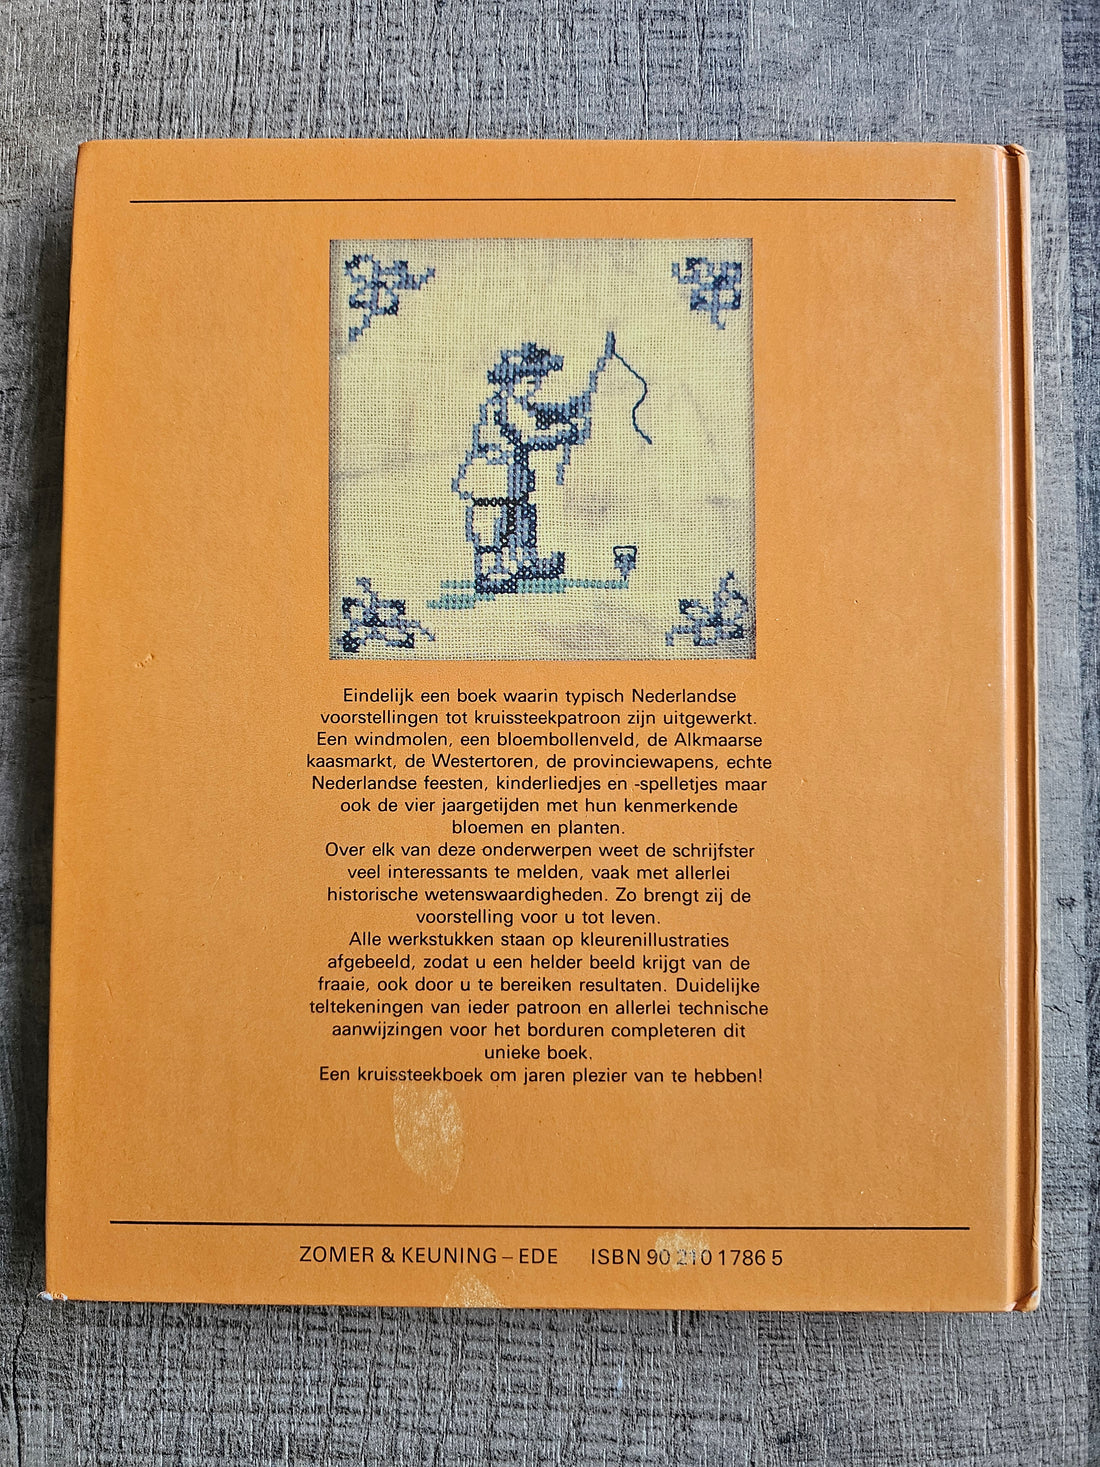 Eindelijk een boek waarin typisch Nederlandse
voorstellingen tot kruissteekpatroon zijn uitgewerkt.
Een windmolen, een bloembollenveld, de Alkmaarse
kaasmarkt, de Westertoren, de provinciewapens, echte
Nederlandse feesten, kinderliedjes en -spelletjes maar
ook de vier jaargetijden met hun kenmerkende
bloemen en planten.
Over elk van deze onderwerpen weet de schrijfster
veel interessants te melden, vaak met allerlei
historische wetenswaardigheden. Zo brengt zij de
voorstelling voor u tot leven.
Alle werkstukken staan op kleurenillustraties
afgebeeld, zodat u een helder beeld krijgt van de
fraaie, ook door u te bereiken resultaten. Duidelijke
teltekeningen van ieder patroon en allerlei technische
aanwijzingen voor het borduren completeren dit
unieke boek.
Een kruissteekboek om jaren plezier van te hebben!
ZOMER & KEUNING – EDE ISBN 90 210 1786 5